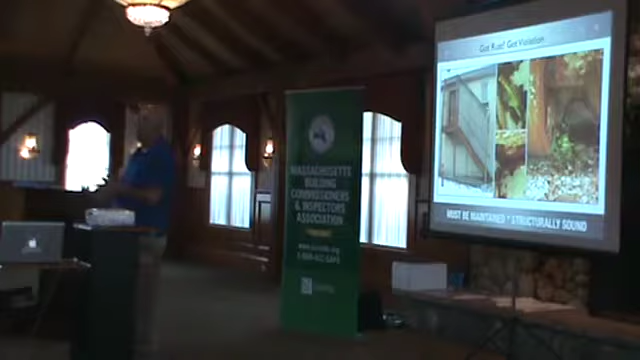 Got Rust? Got Violation
MUST BE MAINTAINED * STRUCTURALLY SOUND
MASSACHUSETTS
BUILDING
COMMISSIONERS
& INSPECTORS
ASSOCIATION